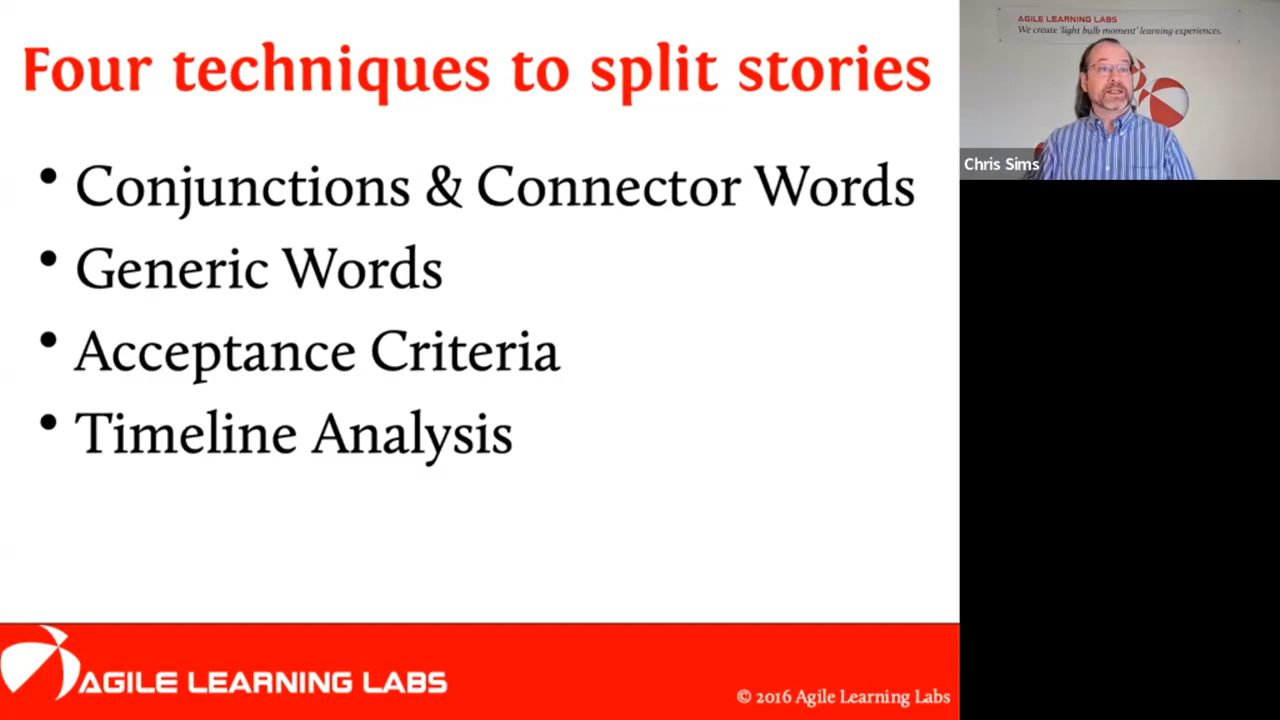 Four techniques to split stories
• Conjunctions & Connector Words
• Generic Words
• Acceptance Criteria
• Timeline Analysis
AGILE LEARNING LABS
© 2016 Agile Learning Labs
AGILE LEARNING LABS
We create 'light bulb moment' learning experiences.
Chris Sims